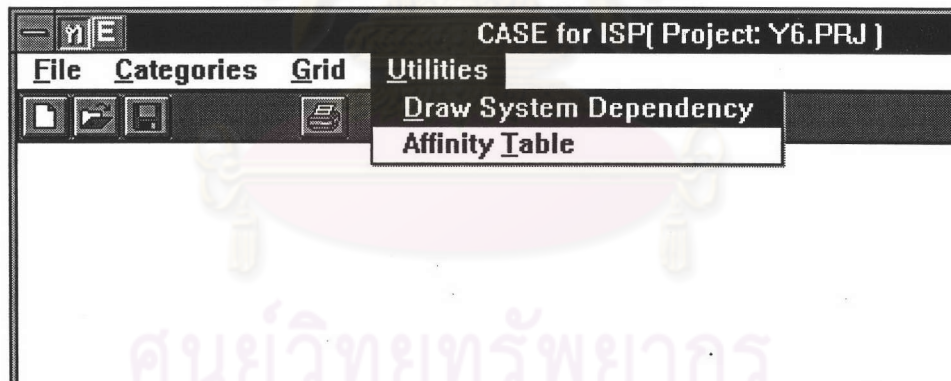 ท E CASE for ISP( Project: Y6.PRJ )
File Categories Grid Utilities
Draw System Dependency
Affinity Table
ศูนย์วิทยทรัพยากร